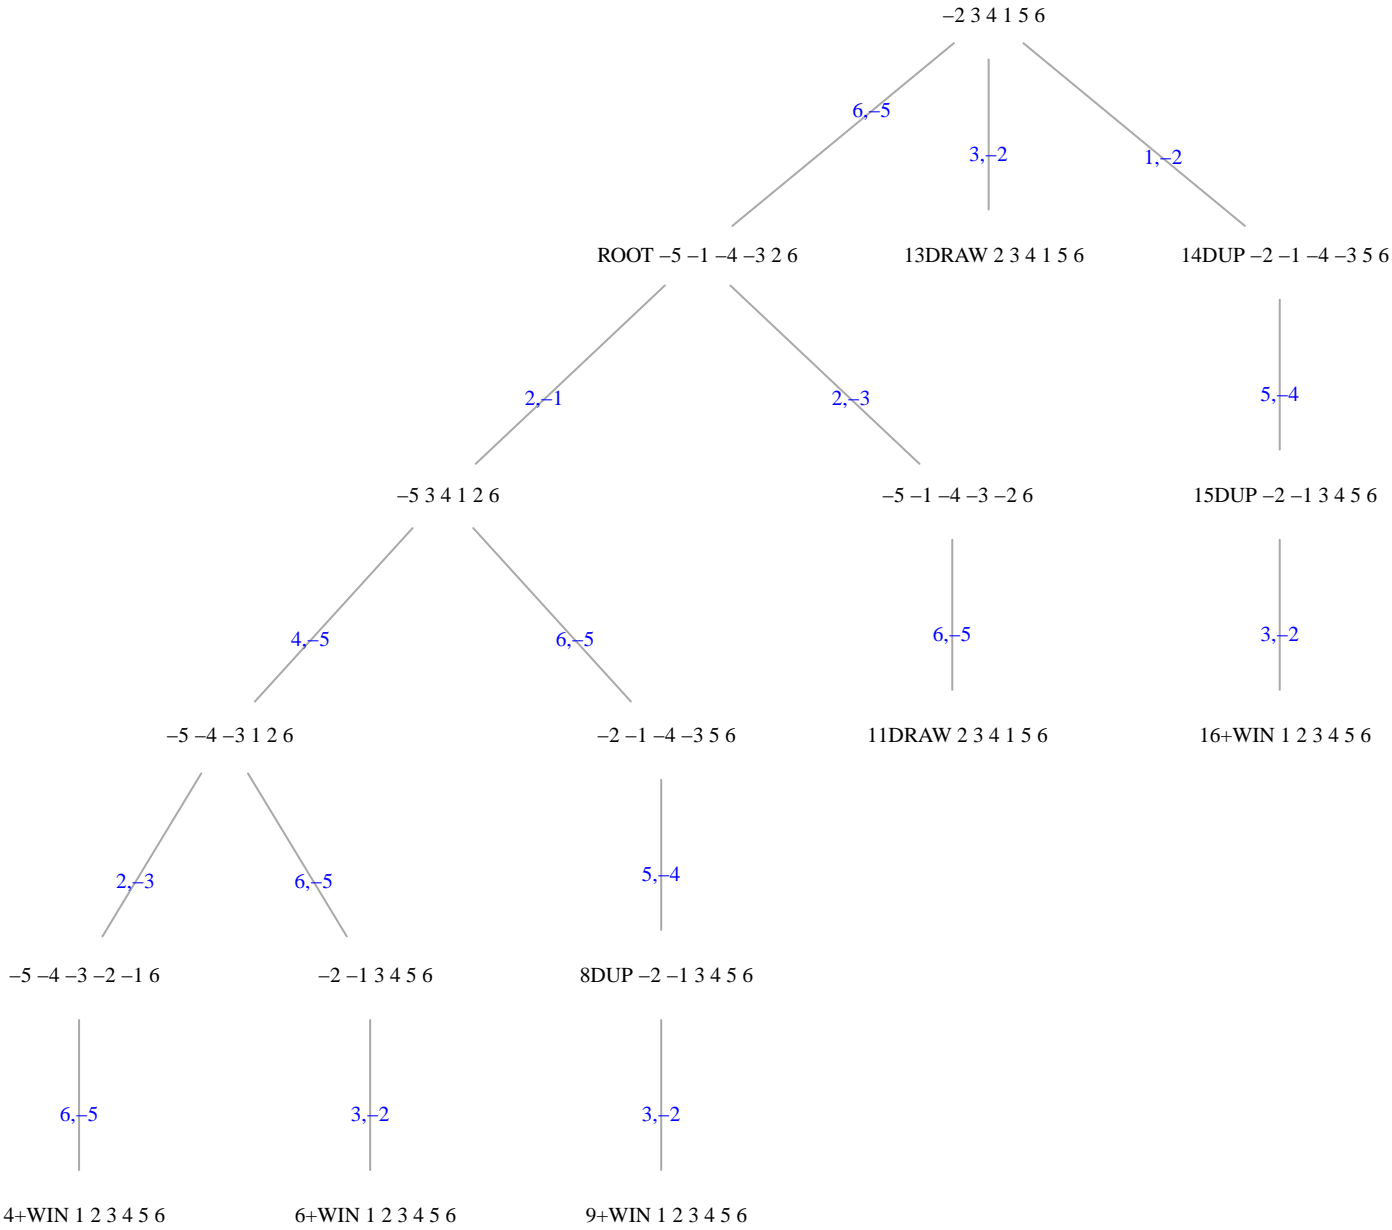 −2 3 4 1 5 6
6,−5
3,−2
1,−2
ROOT −5 −1 −4 −3 2 6
13DRAW 2 3 4 1 5 6
14DUP −2 −1 −4 −3 5 6
2,−1
2,−3
5,−4
−5 3 4 1 2 6
−5 −1 −4 −3 −2 6
15DUP −2 −1 3 4 5 6
4,−5
6,−5
6,−5
3,−2
−5 −4 −3 1 2 6
−2 −1 −4 −3 5 6
11DRAW 2 3 4 1 5 6
16+WIN 1 2 3 4 5 6
2,−3
6,−5
5,−4
−5 −4 −3 −2 −1 6
−2 −1 3 4 5 6
8DUP −2 −1 3 4 5 6
6,−5
3,−2
3,−2
4+WIN 1 2 3 4 5 6
6+WIN 1 2 3 4 5 6
9+WIN 1 2 3 4 5 6